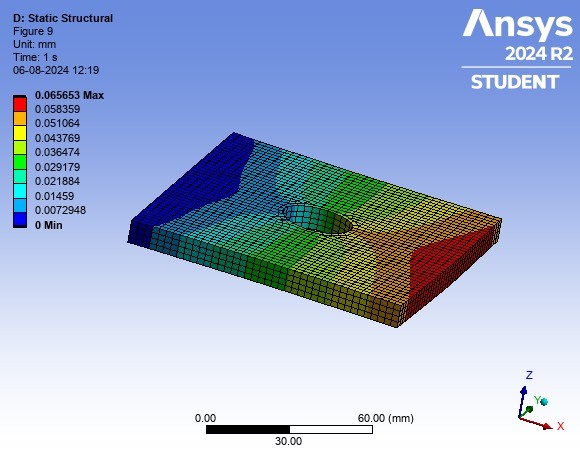 D: Static Structural
Figure 9
Unit: mm
Time: 1 s
06-08-2024 12:19
0.065653 Max
0.058359
0.051064
0.043769
0.036474
0.029179
0.021884
0.01459
0.0072948
0 Min
Ansys
2024 R2
STUDENT
Z
Y
X
0.00
60.00 (mm)
30.00